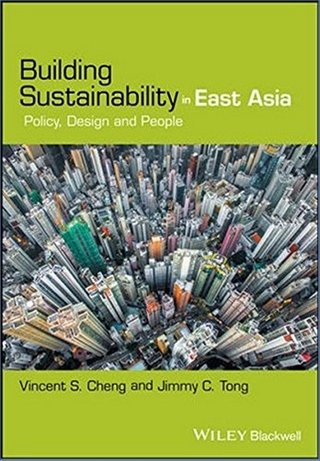 Building
Sustainability in East Asia
Policy, Design and People
Vincent S. Cheng and Jimmy C. Tong
WILEY Blackwell